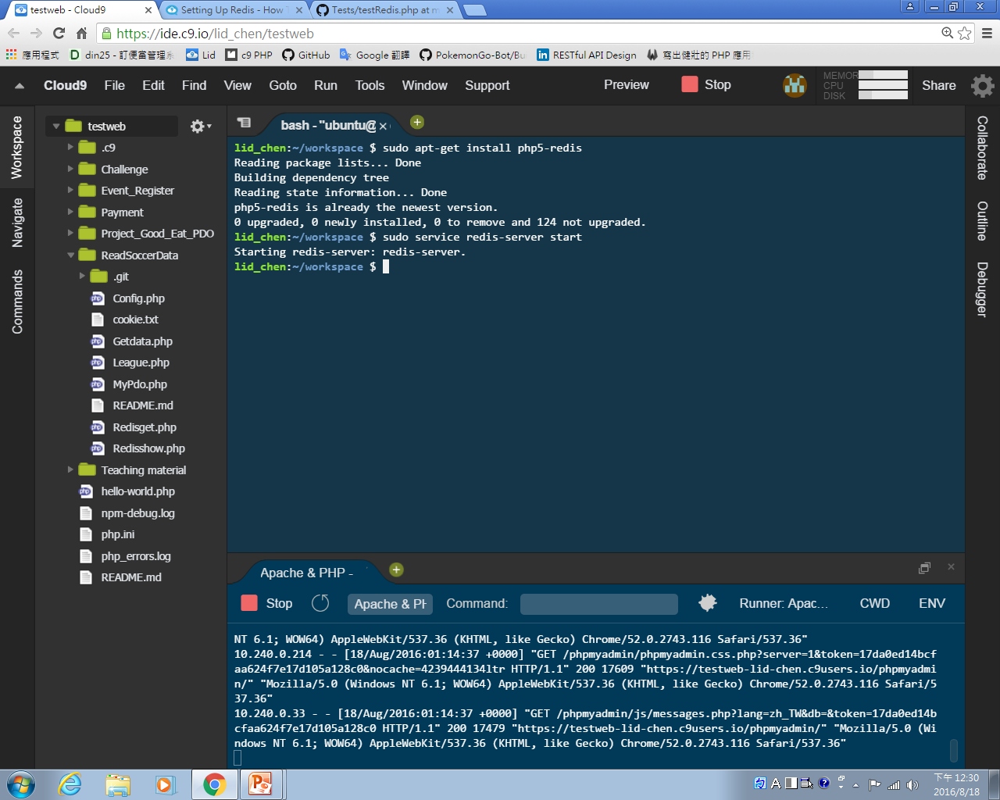 testweb - Cloud9
Setting Up Redis - How T
Tests/testRedis.php at m
https://ide.c9.io/lid_chen/testweb
應用程式
din25 - 訂便當管理系
Lid
c9 PHP
GitHub
Google 翻譯
PokemonGo-Bot/Bu
RESTful API Design
寫出健壯的 PHP 應用
Cloud9 File Edit Find View Goto Run Tools Window Support
Preview
Stop
MEMOR
CPU
DISK
Share
Workspace
Navigate
Commands
testweb
.c9
Challenge
Event_Register
Payment
Project_Good_Eat_PDO
ReadSoccerData
.git
Config.php
cookie.txt
Getdata.php
League.php
MyPdo.php
README.md
Redisget.php
Redisshow.php
Teaching material
hello-world.php
npm-debug.log
php.ini
php_errors.log
README.md
bash - "ubuntu@
lid_chen:~/workspace $ sudo apt-get install php5-redis
Reading package lists... Done
Building dependency tree
Reading state information... Done
php5-redis is already the newest version.
0 upgraded, 0 newly installed, 0 to remove and 124 not upgraded.
lid_chen:~/workspace $ sudo service redis-server start
Starting redis-server: redis-server.
lid_chen:~/workspace $
Collaborate
Outline
Debugger
Apache & PHP -
Stop
Apache & PH
Command:
Runner: Apac...
CWD
ENV
NT 6.1; WOW64) AppleWebKit/537.36 (KHTML, like Gecko) Chrome/52.0.2743.116 Safari/537.36"
10.240.0.214 - - [18/Aug/2016:01:14:37 +0000] "GET /phpmyadmin/phpmyadmin.css.php?server=1&token=17da0ed14bcf
aa624f7e17d105a128c0&nocache=4239444134ltr HTTP/1.1" 200 17609 "https://testweb-lid-chen.c9users.io/phpmyadmi
n/" "Mozilla/5.0 (Windows NT 6.1; WOW64) AppleWebKit/537.36 (KHTML, like Gecko) Chrome/52.0.2743.116 Safari/5
37.36"
10.240.0.33 - - [18/Aug/2016:01:14:37 +0000] "GET /phpmyadmin/js/messages.php?lang=zh_TW&db=&token=17da0ed14b
cfaa624f7e17d105a128c0 HTTP/1.1" 200 17479 "https://testweb-lid-chen.c9users.io/phpmyadmin/" "Mozilla/5.0 (Wi
ndows NT 6.1; WOW64) AppleWebKit/537.36 (KHTML, like Gecko) Chrome/52.0.2743.116 Safari/537.36"
A
下午 12:30
2016/8/18